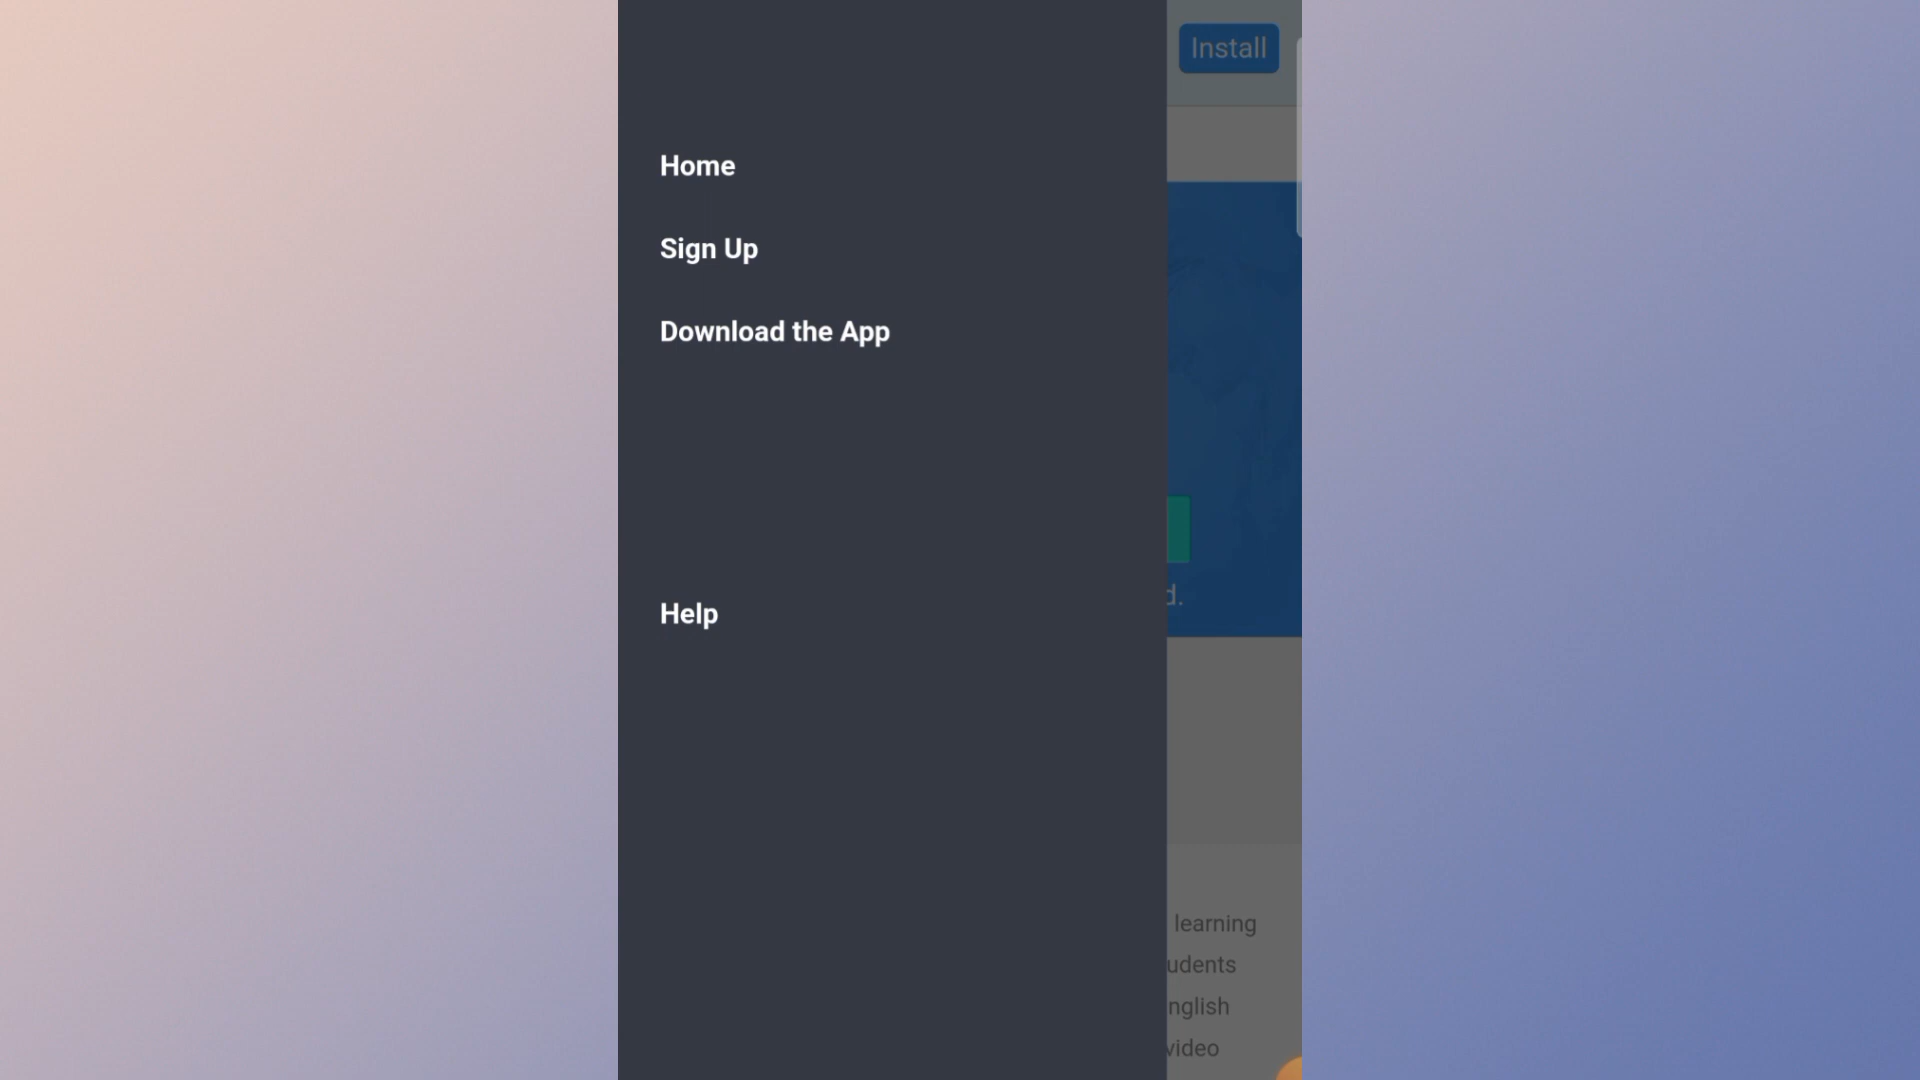 Install
Home
Sign Up
Download the App
Help
d.
learning
udents
nglish
video